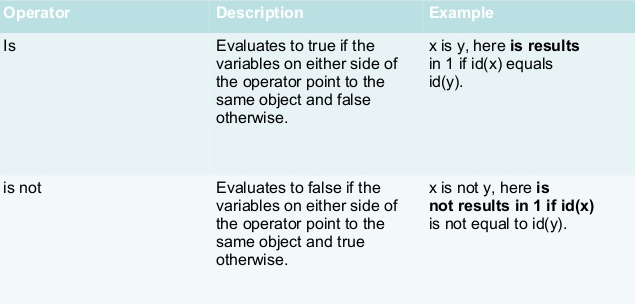 Operator Description Example
Is
Evaluates to true if the
variables on either side of
the operator point to the
same object and false
otherwise.
x is y, here is results
in 1 if id(x) equals
id(y).
is not
Evaluates to false if the
variables on either side of
the operator point to the
same object and true
otherwise.
x is not y, here is
not results in 1 if id(x)
is not equal to id(y).